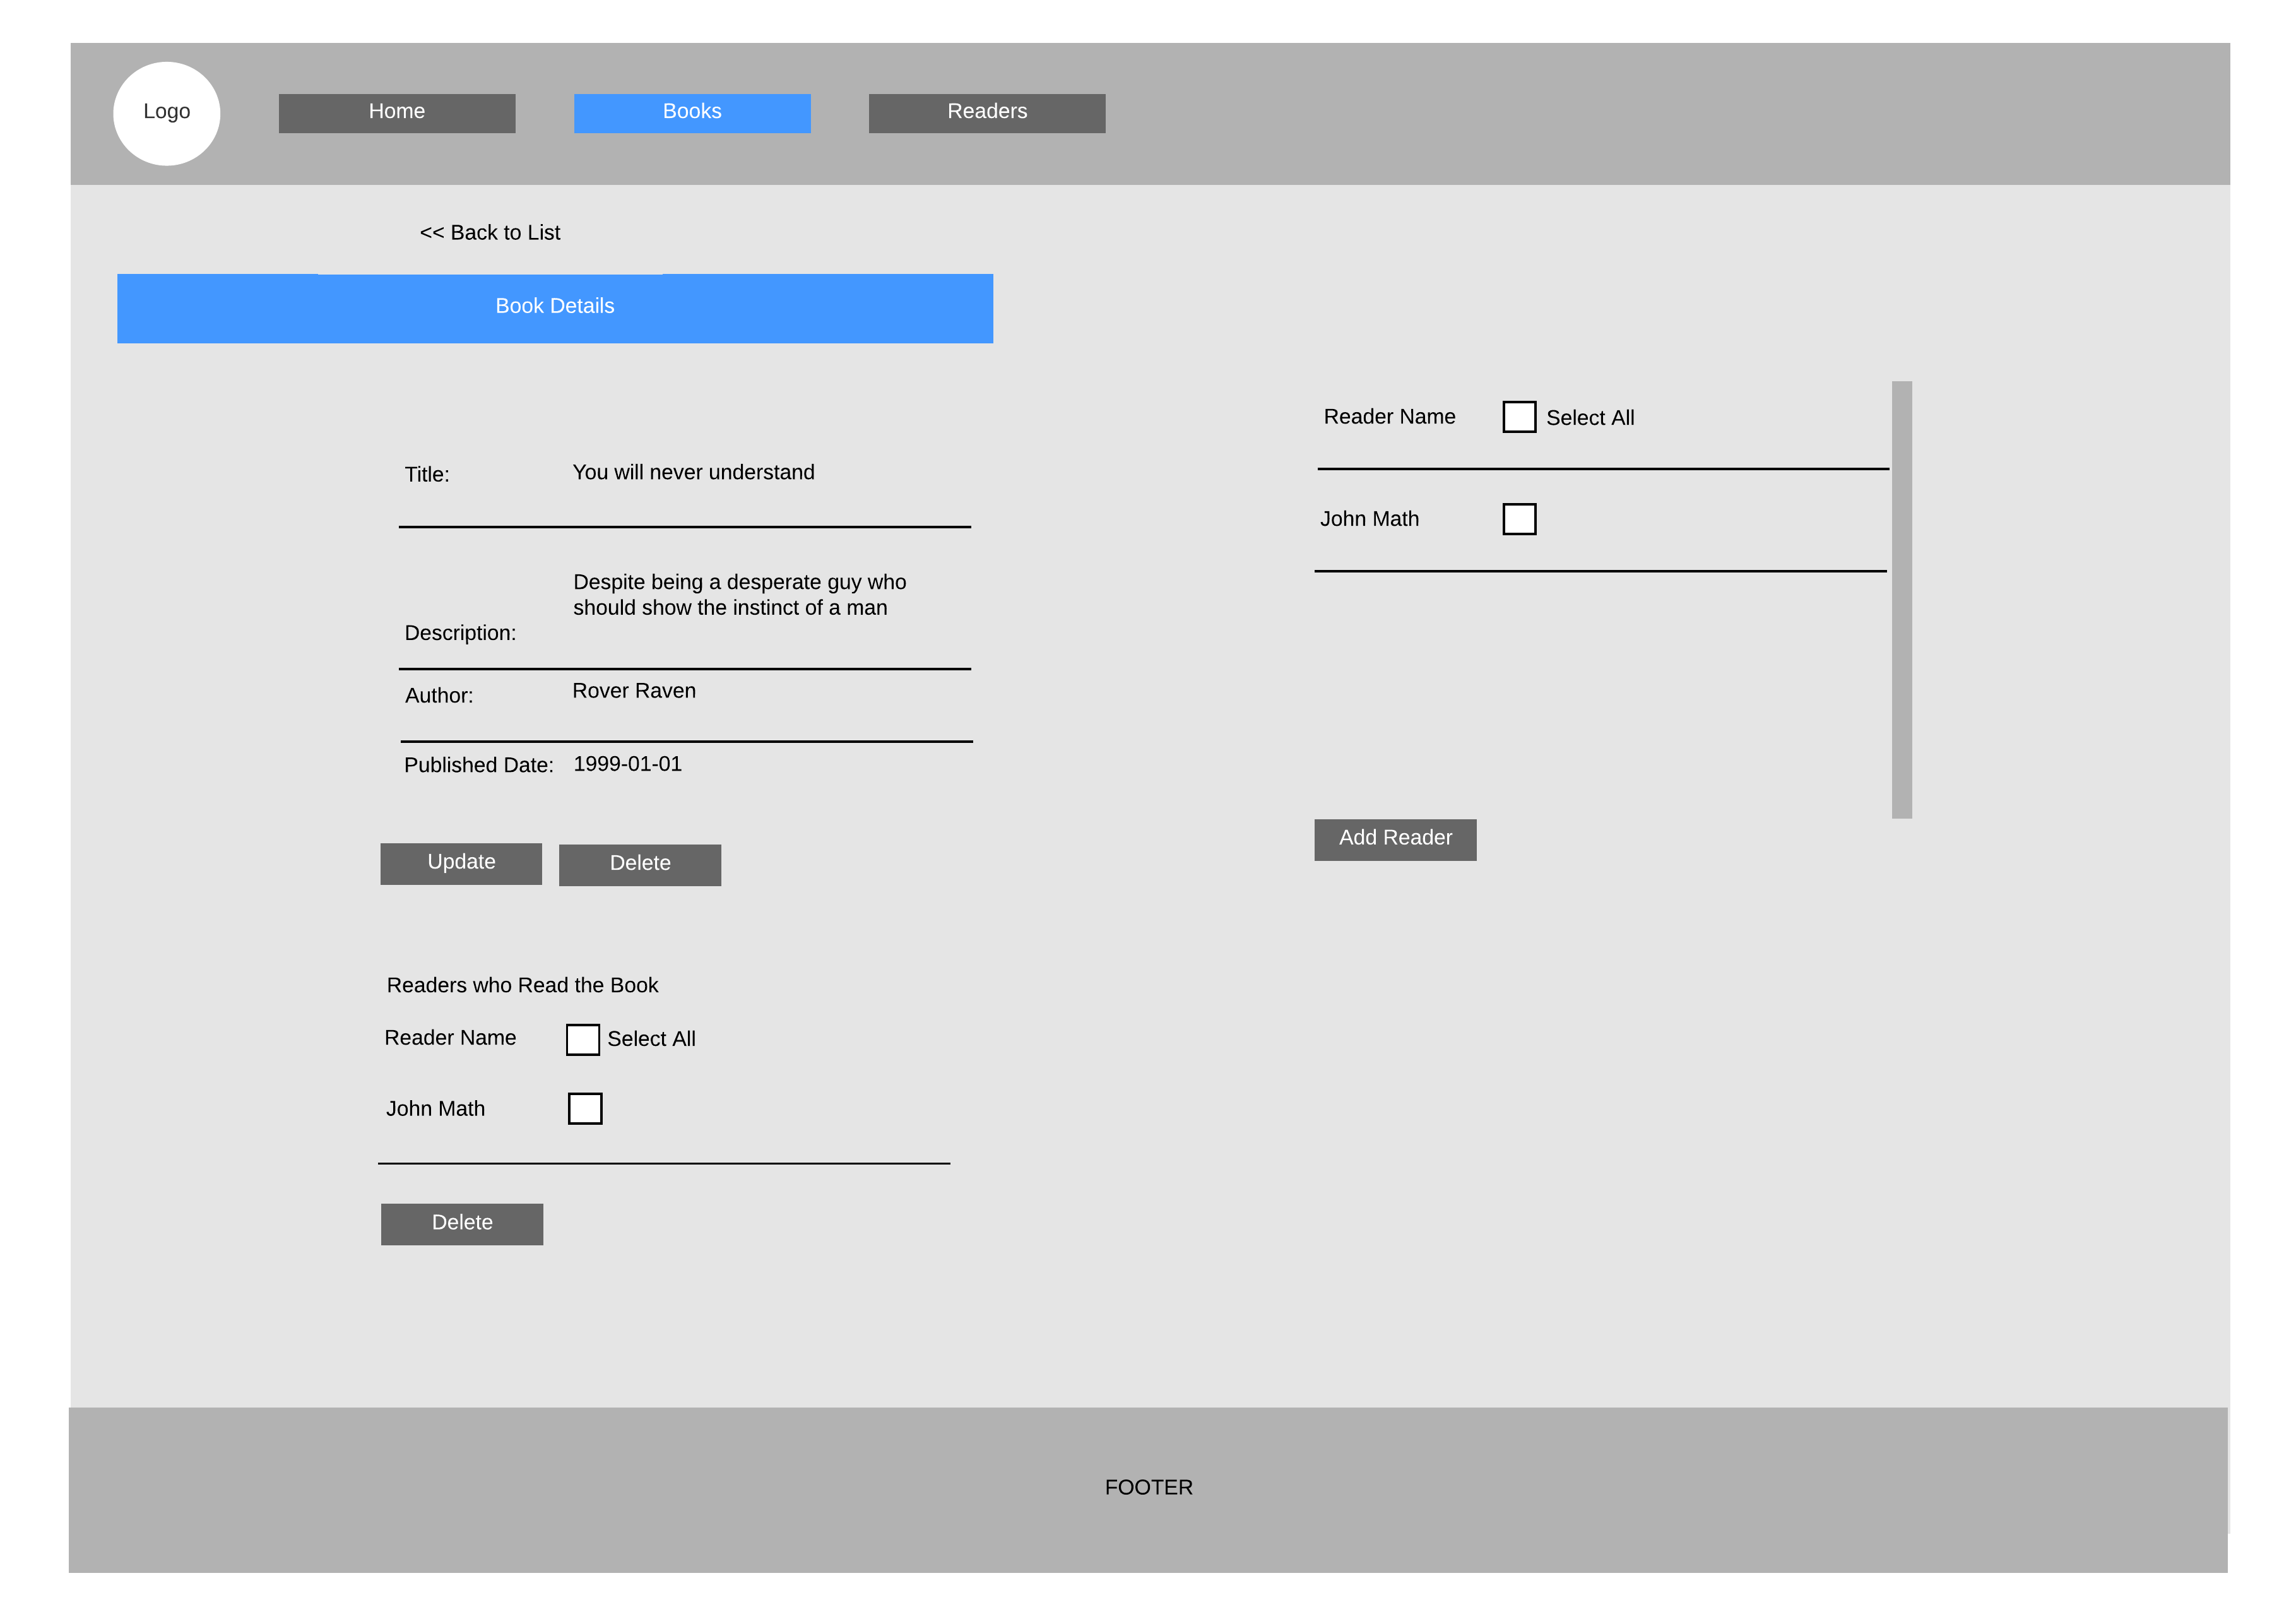 Logo
Home
Books
Readers
<< Back to List
Book Details
Title:
You will never understand
Despite being a desperate guy who
should show the instinct of a man
Description:
Author:
Rover Raven
Published Date:
1999-01-01
Update
Delete
Readers who Read the Book
Reader Name
Select All
John Math
Delete
Reader Name
Select All
John Math
Add Reader
FOOTER